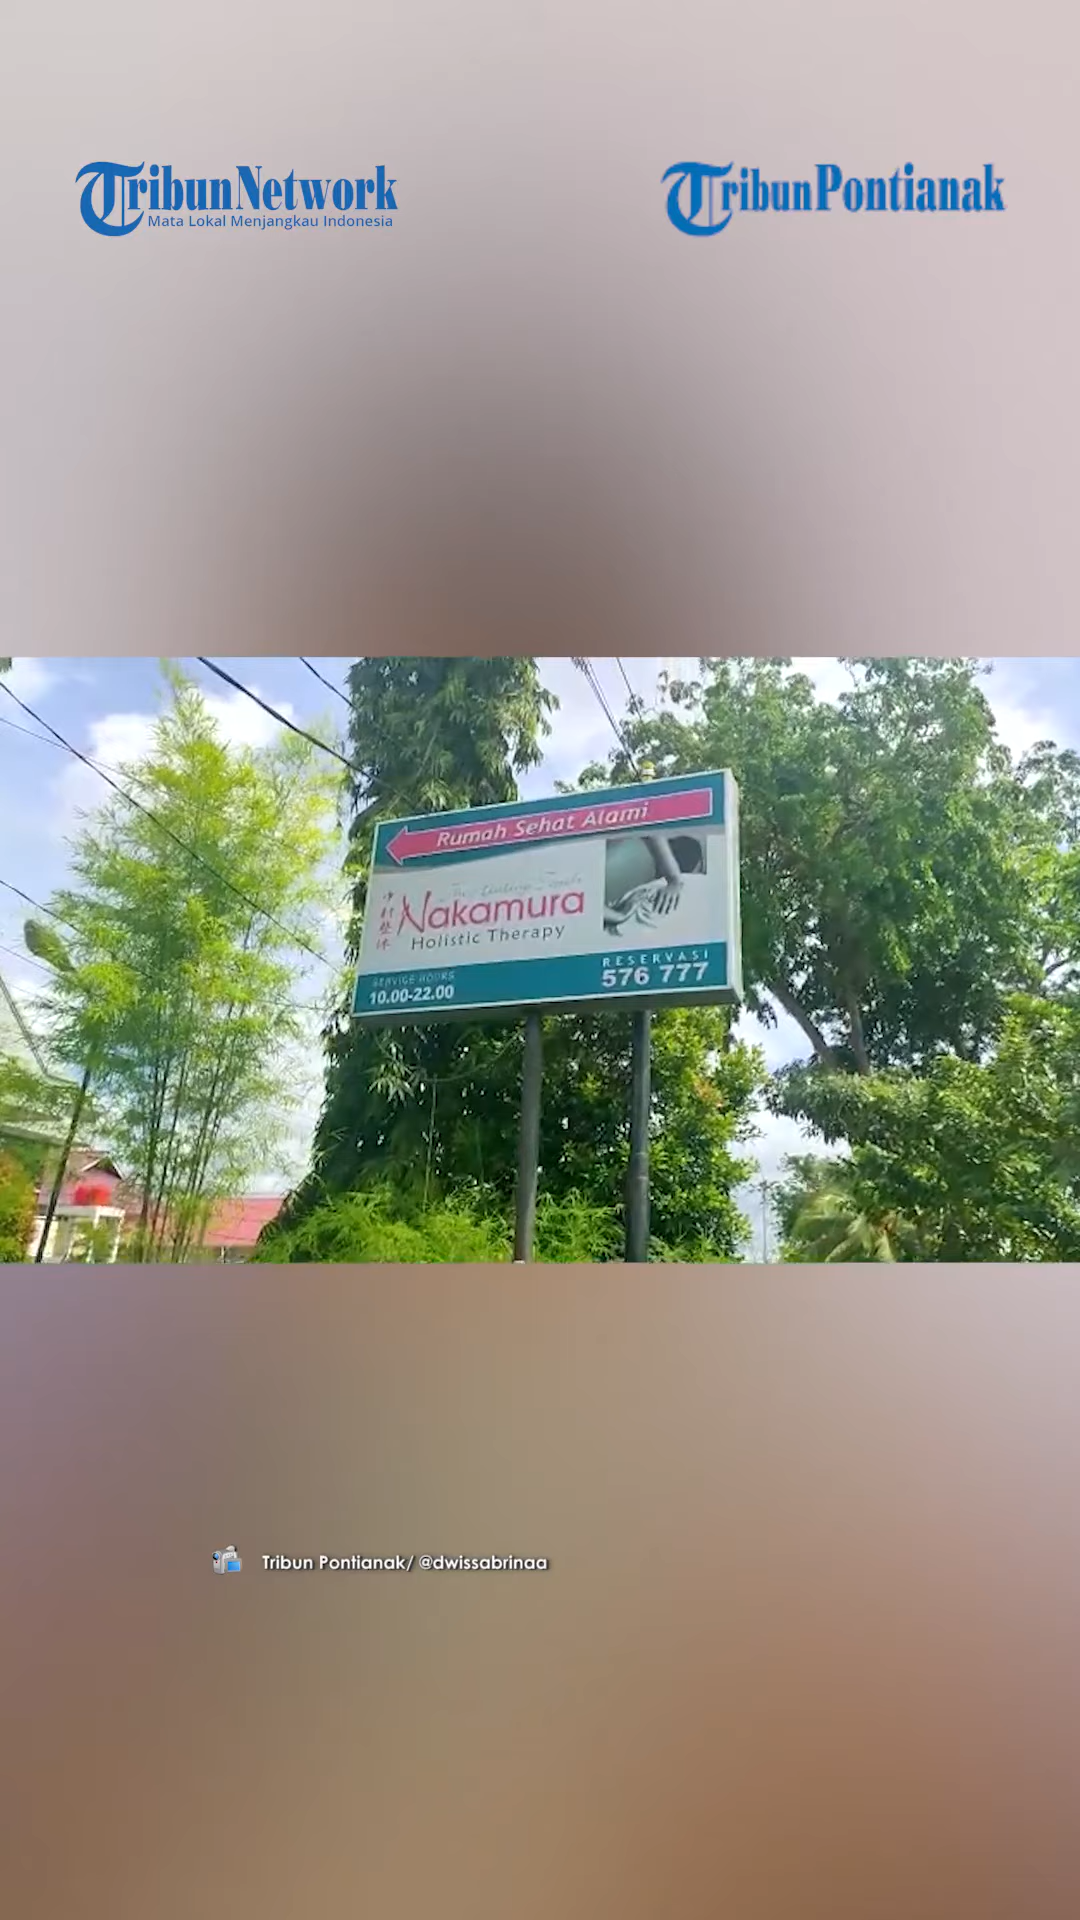 TribunNetwork
Mata Lokal Menjangkau Indonesia
TribunPontianak
Rumah Sehat Alami
Nakamura
Holistic Therapy
SERVICE HOURS
10.00-22.00
RESERVASI
576 777
Tribun Pontianak/ @dwissabrinaa